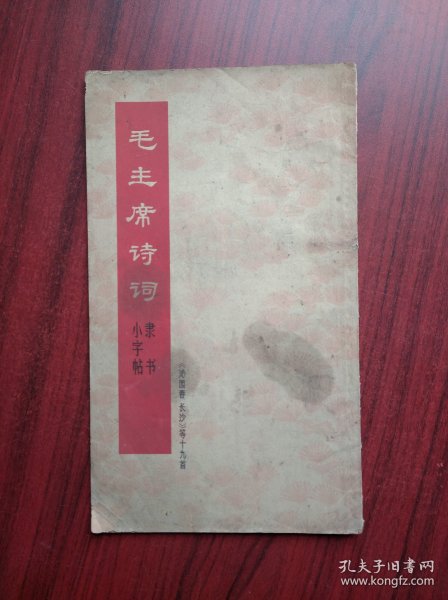 毛主席诗词
隶书
小字帖
《沁园春 长沙》等十九首
孔夫子旧书网
www.kongfz.com